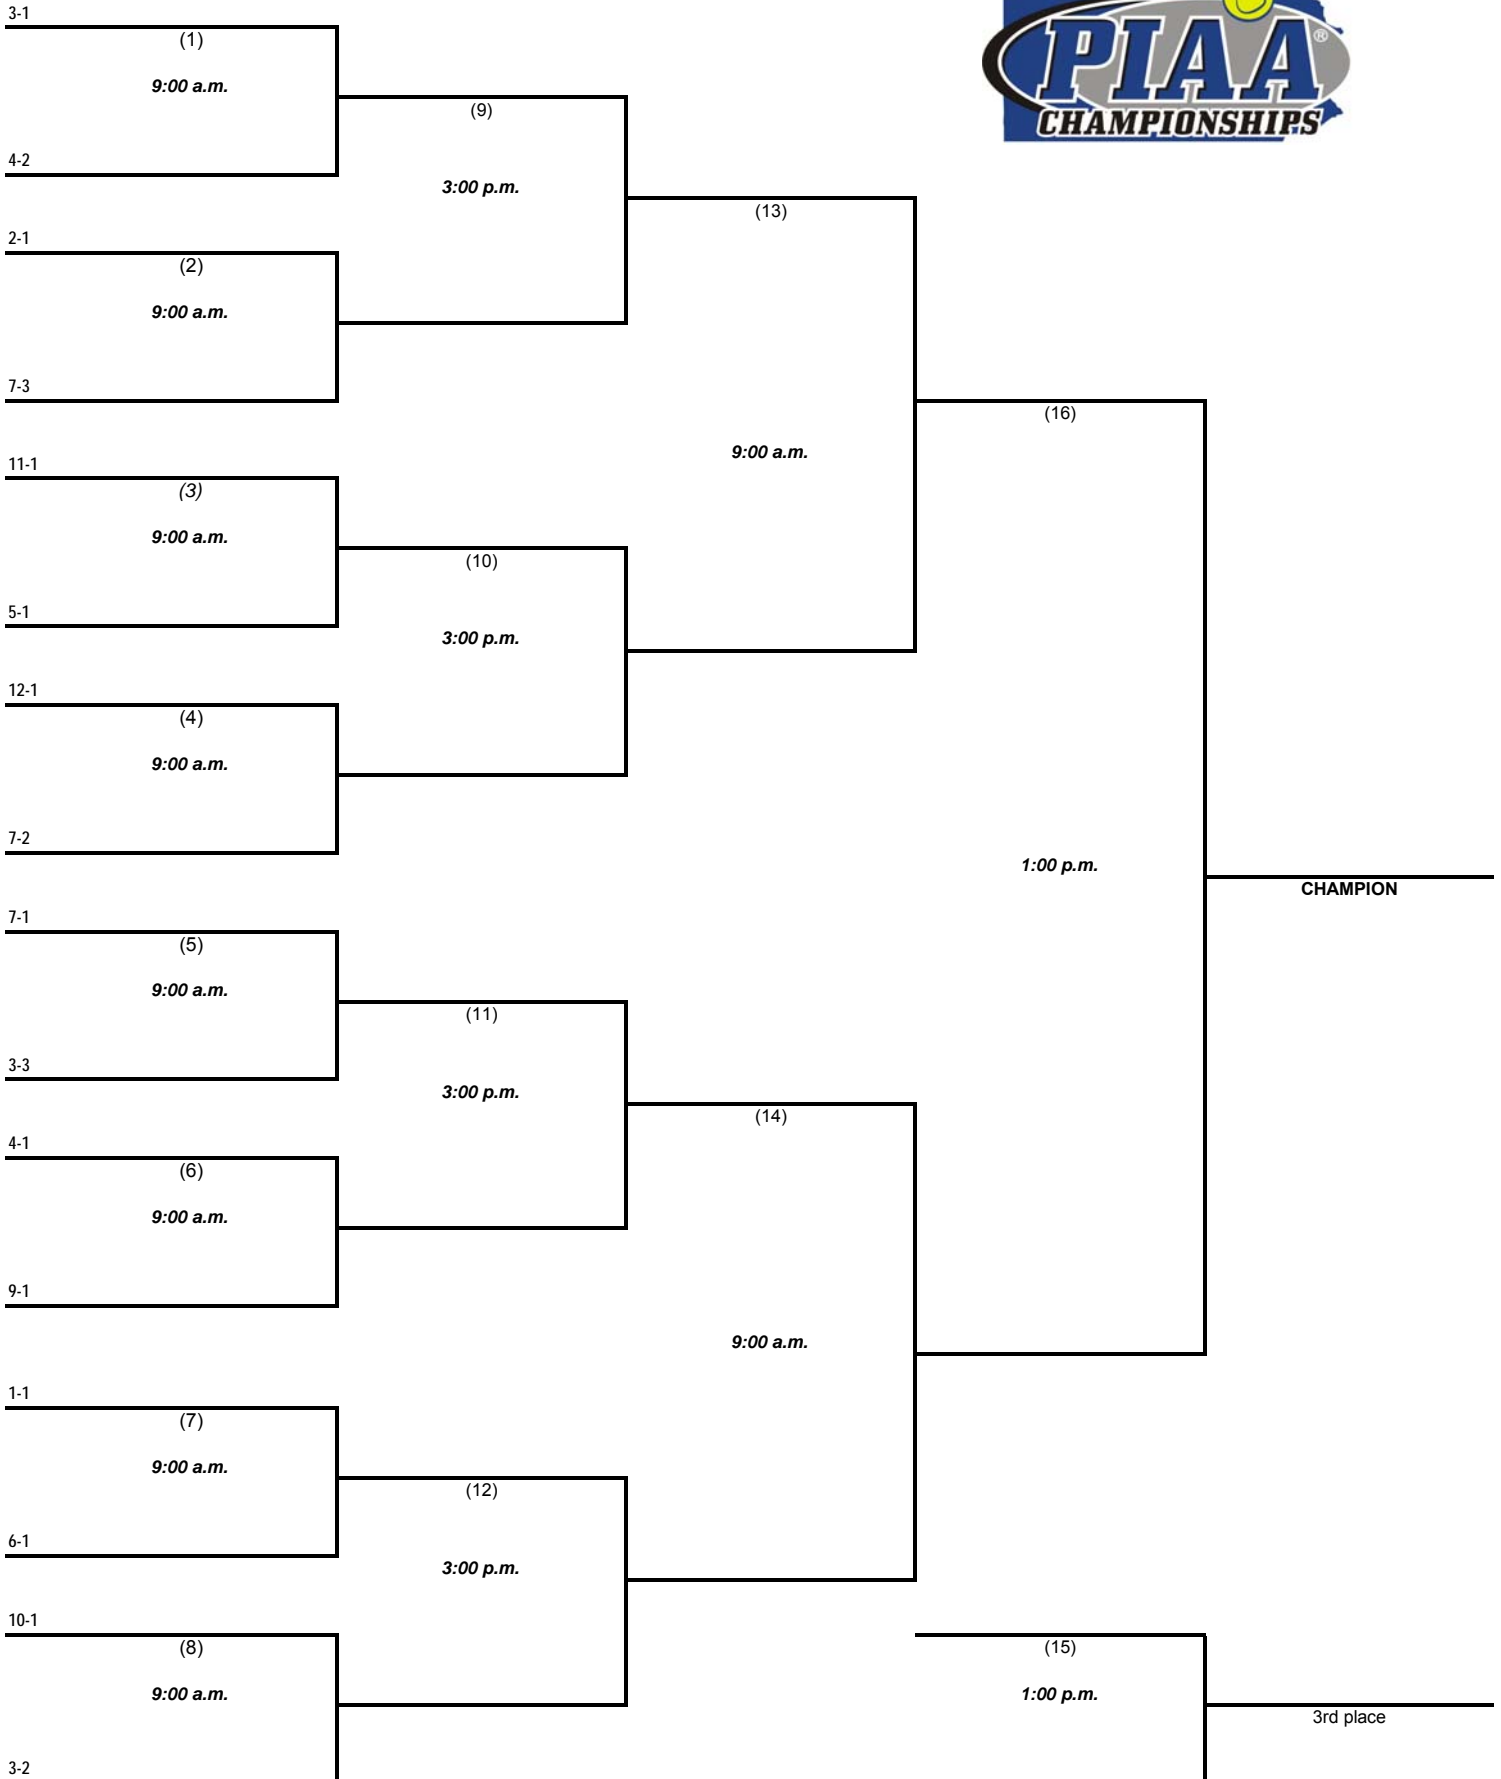 3-1
(1)
9:00 a.m.
4-2
(9)
3:00 p.m.
2-1
(2)
9:00 a.m.
7-3
(13)
9:00 a.m.
11-1
(3)
9:00 a.m.
5-1
(10)
3:00 p.m.
12-1
(4)
9:00 a.m.
7-2
(16)
1:00 p.m.
CHAMPION
7-1
(5)
9:00 a.m.
3-3
(11)
3:00 p.m.
4-1
(6)
9:00 a.m.
9-1
(14)
9:00 a.m.
1-1
(7)
9:00 a.m.
6-1
(12)
3:00 p.m.
10-1
(8)
9:00 a.m.
3-2
(15)
1:00 p.m.
3rd place
PIAA®
CHAMPIONSHIPS